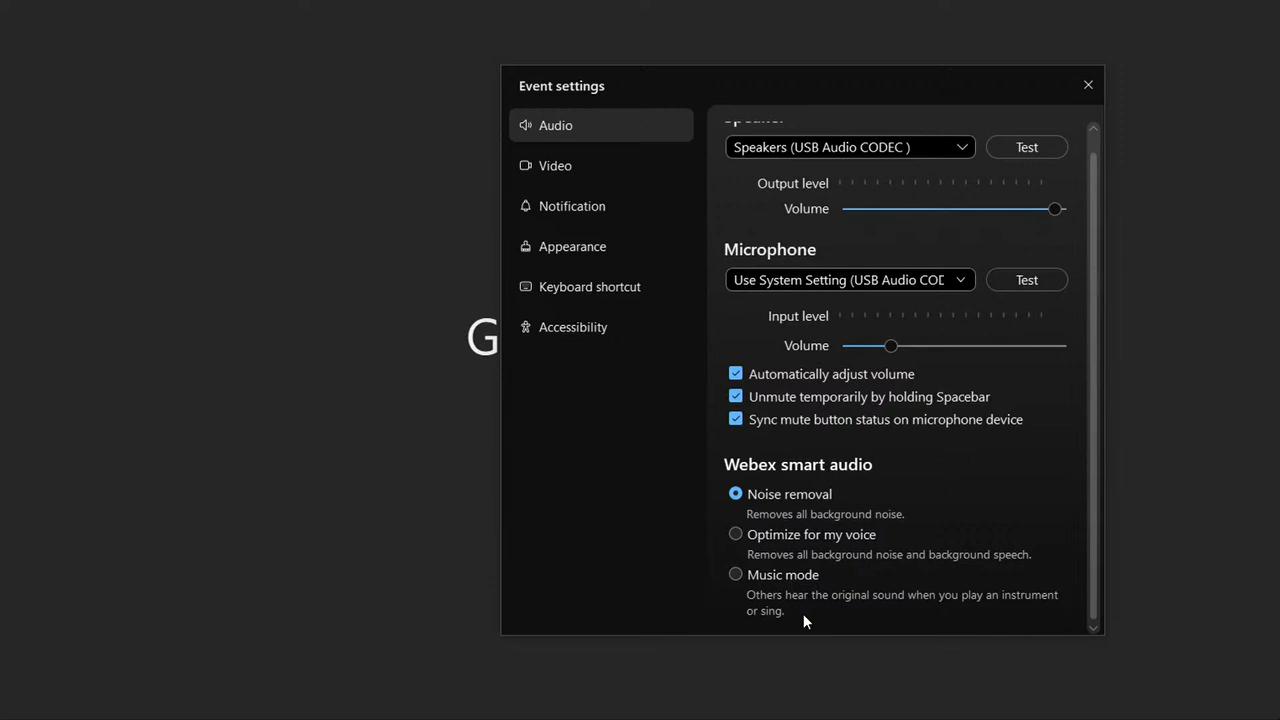 Event settings
Audio
Video
Notification
Appearance
Keyboard shortcut
Accessibility
Speaker
Speakers (USB Audio CODEC )
Test
Output level
Volume
Microphone
Use System Setting (USB Audio COD
Test
Input level
Volume
Automatically adjust volume
Unmute temporarily by holding Spacebar
Sync mute button status on microphone device
Webex smart audio
Noise removal
Removes all background noise.
Optimize for my voice
Removes all background noise and background speech.
Music mode
Others hear the original sound when you play an instrument
or sing.
G